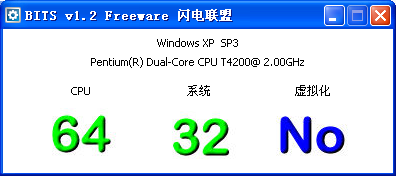 BITS v1.2 Freeware 闪电联盟
Windows XP SP3
Pentium(R) Dual-Core CPU T4200@ 2.00GHz
CPU 系统 虚拟化
64 32 No